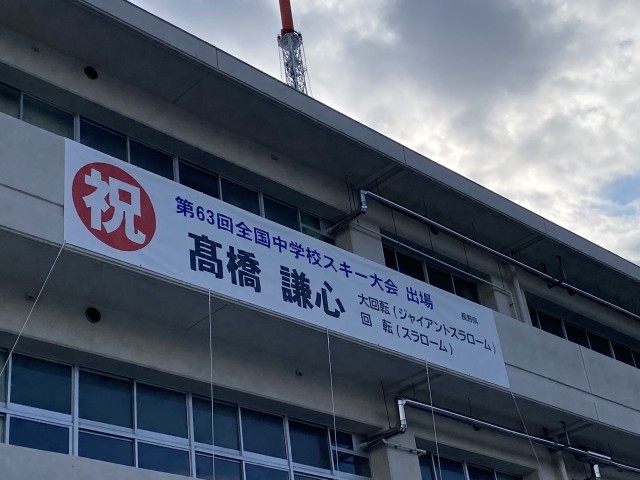 祝
第63回全国中学校スキー大会 出場
髙橋 謙心
大回転(ジャイアントスラローム)
回 転(スラローム)
長野県